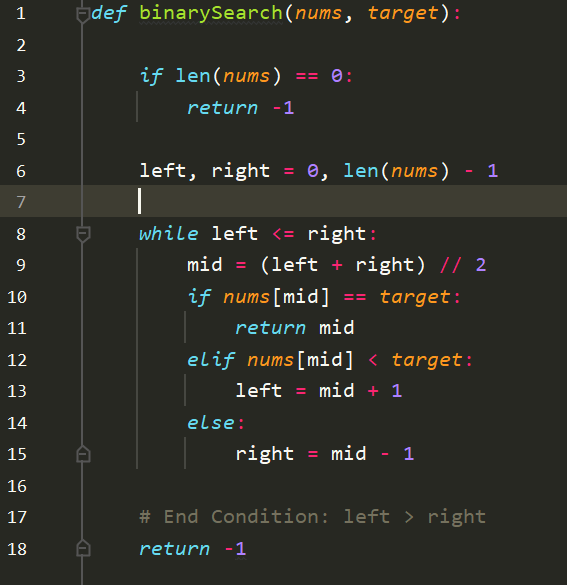 1 def binarySearch(nums, target):
2
3     if len(nums) == 0:
4         return -1
5
6     left, right = 0, len(nums) - 1
7
8     while left <= right:
9         mid = (left + right) // 2
10         if nums[mid] == target:
11             return mid
12         elif nums[mid] < target:
13             left = mid + 1
14         else:
15             right = mid - 1
16
17     # End Condition: left > right
18     return -1